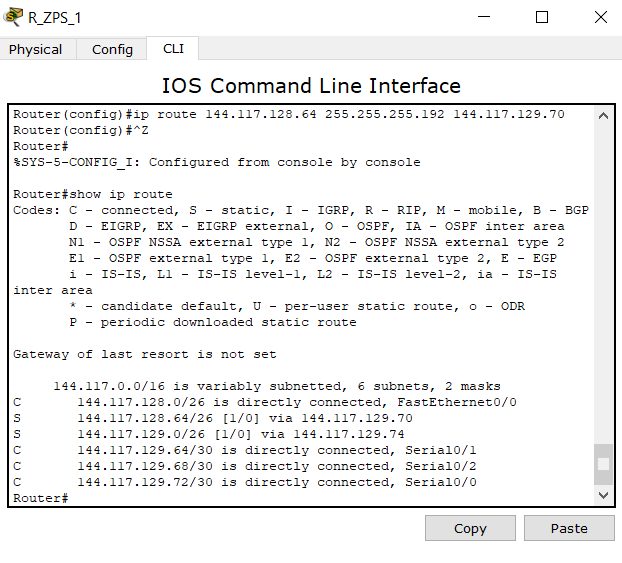 R_ZPS_1
Physical Config CLI
IOS Command Line Interface
Router(config)#ip route 144.117.128.64 255.255.255.192 144.117.129.70
Router(config)#^Z
Router#
%SYS-5-CONFIG_I: Configured from console by console

Router#show ip route
Codes: C - connected, S - static, I - IGRP, R - RIP, M - mobile, B - BGP
       D - EIGRP, EX - EIGRP external, O - OSPF, IA - OSPF inter area
       N1 - OSPF NSSA external type 1, N2 - OSPF NSSA external type 2
       E1 - OSPF external type 1, E2 - OSPF external type 2, E - EGP
       i - IS-IS, L1 - IS-IS level-1, L2 - IS-IS level-2, ia - IS-IS
inter area
       * - candidate default, U - per-user static route, o - ODR
       P - periodic downloaded static route

Gateway of last resort is not set

     144.117.0.0/16 is variably subnetted, 6 subnets, 2 masks
C       144.117.128.0/26 is directly connected, FastEthernet0/0
S       144.117.128.64/26 [1/0] via 144.117.129.70
S       144.117.129.0/26 [1/0] via 144.117.129.74
C       144.117.129.64/30 is directly connected, Serial0/1
C       144.117.129.68/30 is directly connected, Serial0/2
C       144.117.129.72/30 is directly connected, Serial0/0
Router#
Copy Paste